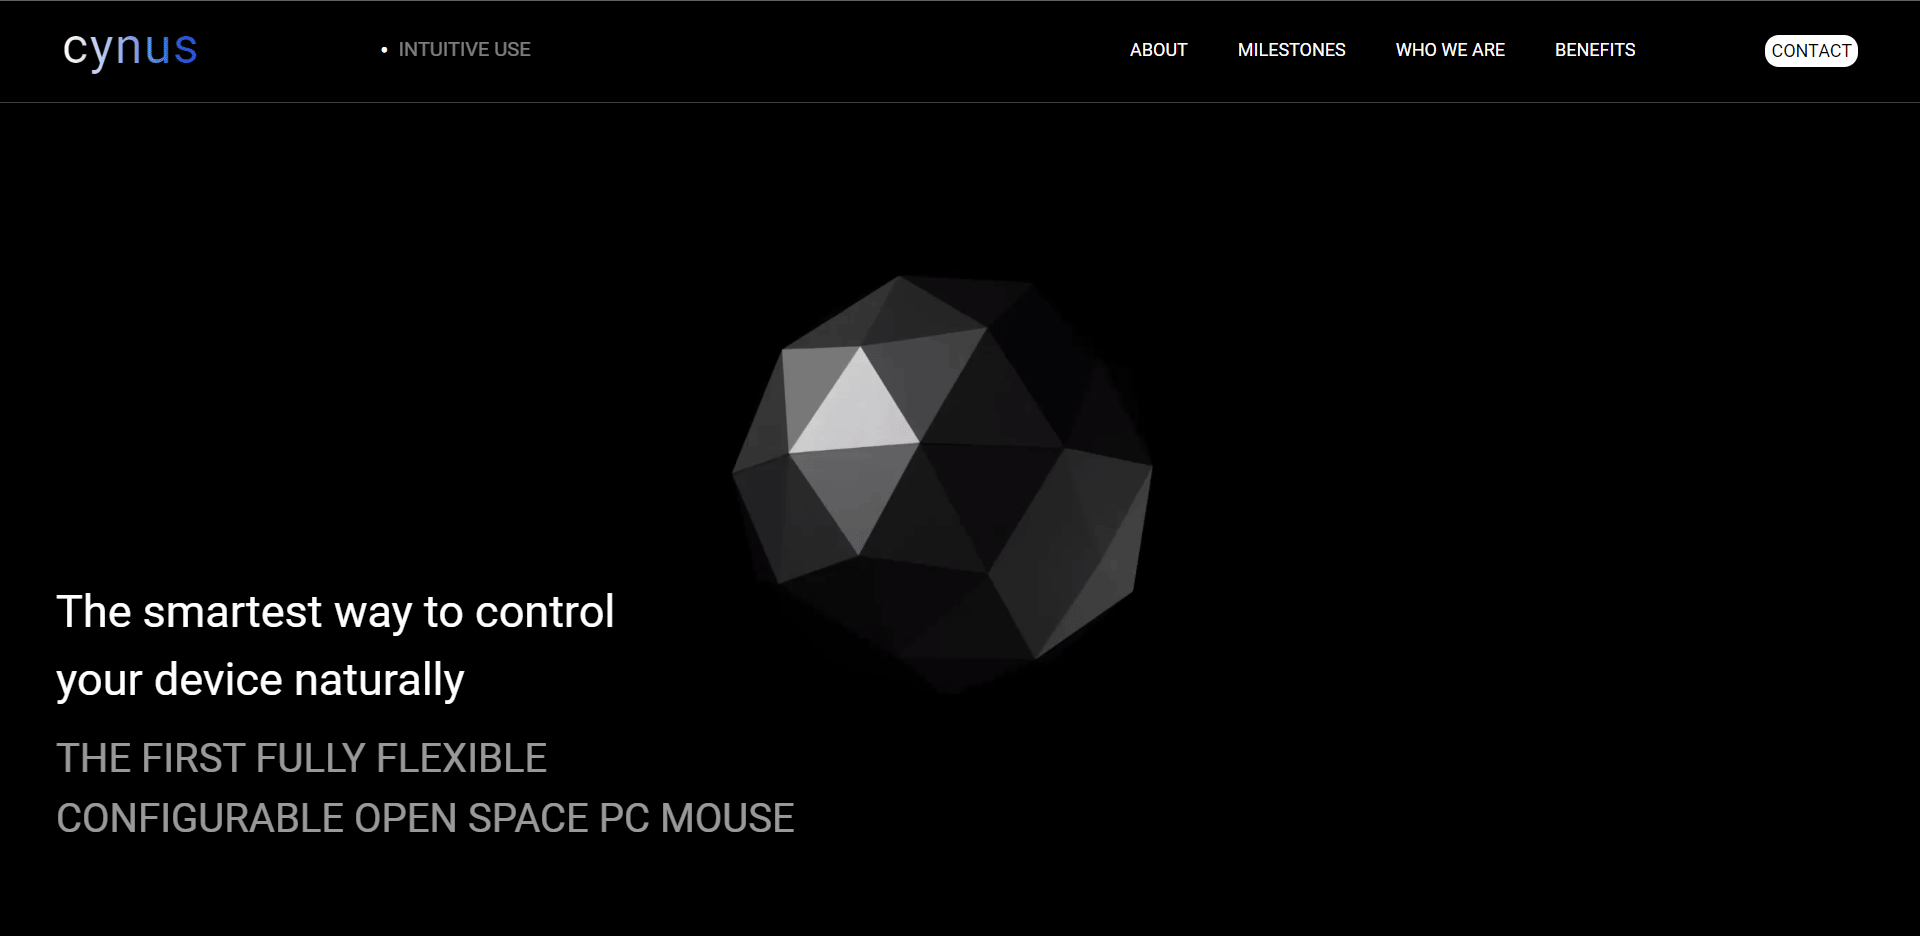 cynus
• INTUITIVE USE
ABOUT
MILESTONES
WHO WE ARE
BENEFITS
CONTACT
The smartest way to control
your device naturally
THE FIRST FULLY FLEXIBLE
CONFIGURABLE OPEN SPACE PC MOUSE